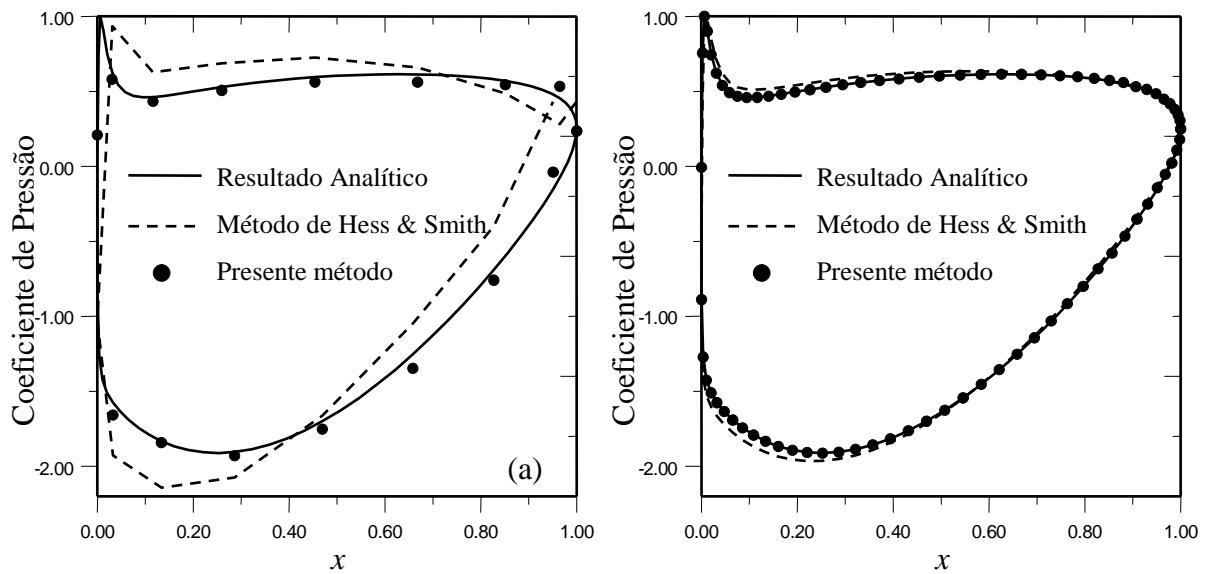 1.00
0.00
-1.00
-2.00
Coeficiente de Pressão
Resultado Analítico
Método de Hess & Smith
Presente método
(a)
0.00 0.20 0.40 0.60 0.80 1.00
x
1.00
0.00
-1.00
-2.00
Coeficiente de Pressão
Resultado Analítico
Método de Hess & Smith
Presente método
0.00 0.20 0.40 0.60 0.80 1.00
x